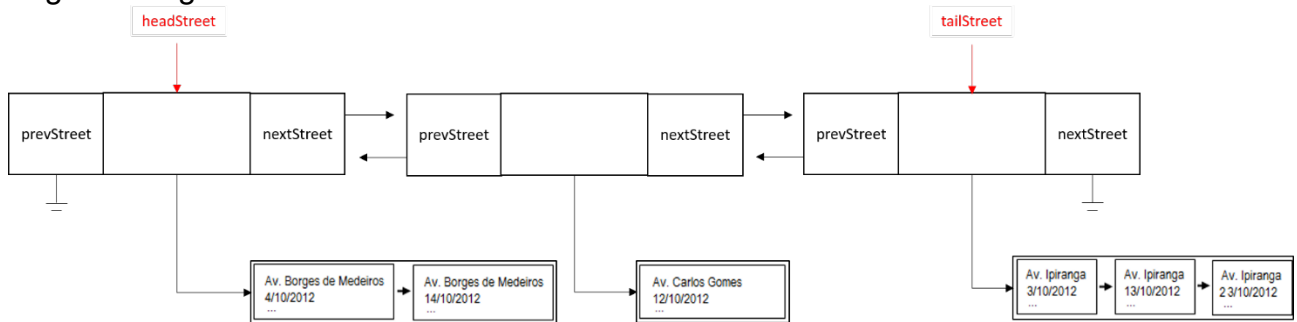 headStreet
tailStreet
prevStreet
nextStreet
prevStreet
nextStreet
prevStreet
nextStreet
Av. Borges de Medeiros
4/10/2012
...
Av. Borges de Medeiros
14/10/2012
...
Av. Carlos Gomes
12/10/2012
...
Av. Ipiranga
3/10/2012
...
Av. Ipiranga
13/10/2012
...
Av. Ipiranga
2 3/10/2012
...